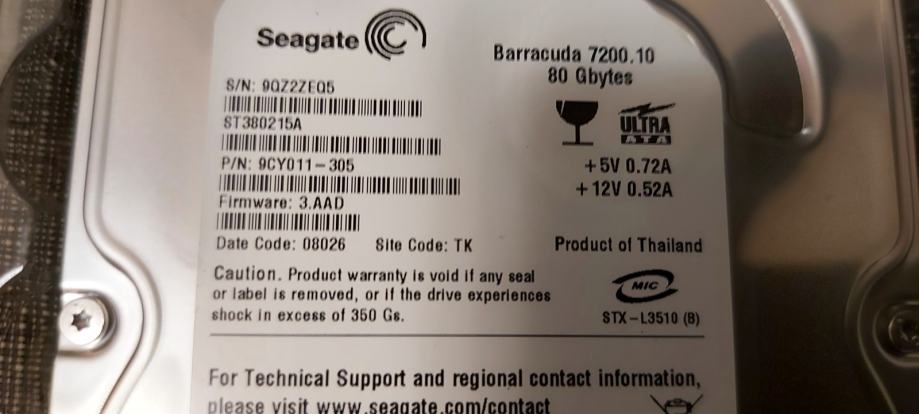 Seagate
Barracuda 7200.10
80 Gbytes
S/N: 9QZ2ZEQ5
ST380215A
P/N: 9CY011-305
Firmware: 3.AAD
Date Code: 08026 Site Code: TK
ULTRA
ATA
+5V 0.72A
+12V 0.52A
Product of Thailand
Caution. Product warranty is void if any seal
or label is removed, or if the drive experiences
shock in excess of 350 Gs.
MIC
STX-L3510 (B)
For Technical Support and regional contact information,
please visit www.seagate.com/contact